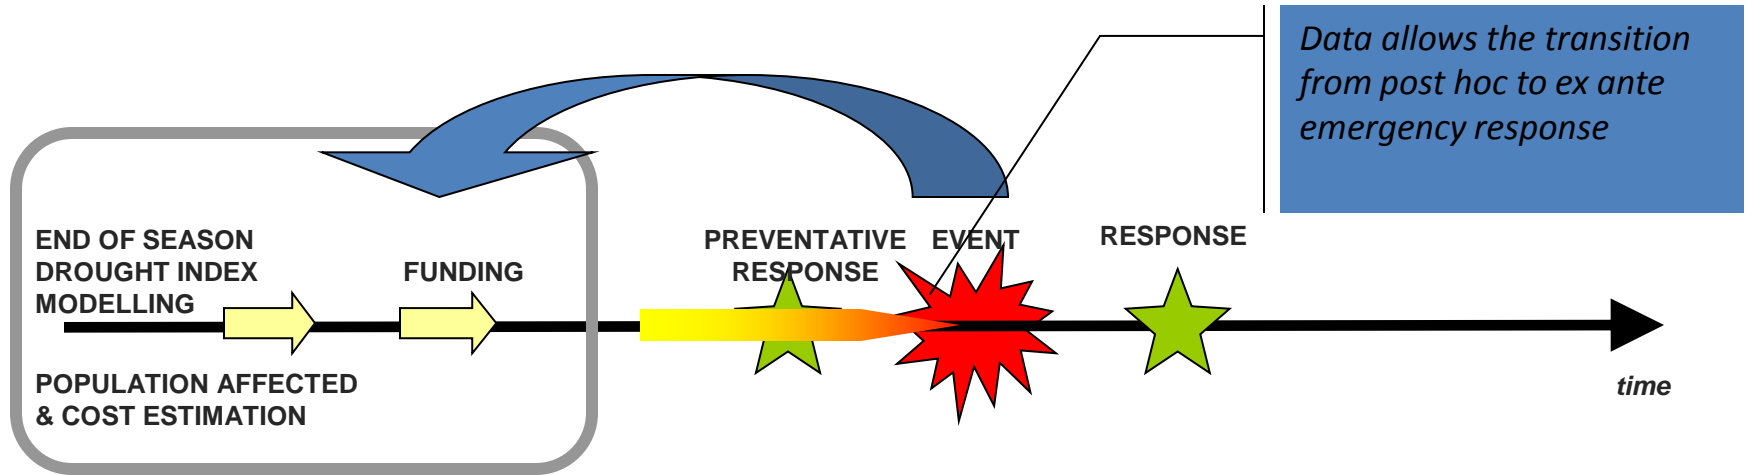 Data allows the transition
from post hoc to ex ante
emergency response
END OF SEASON
DROUGHT INDEX
MODELLING
FUNDING
PREVENTATIVE
RESPONSE
EVENT
RESPONSE
POPULATION AFFECTED
& COST ESTIMATION
time